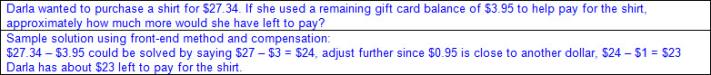 Darla wanted to purchase a shirt for $27.34. If she used a remaining gift card balance of $3.95 to help pay for the shirt,
approximately how much more would she have left to pay?
Sample solution using front-end method and compensation:
$27.34 – $3.95 could be solved by saying $27 – $3 = $24, adjust further since $0.95 is close to another dollar, $24 – $1 = $23
Darla has about $23 left to pay for the shirt.